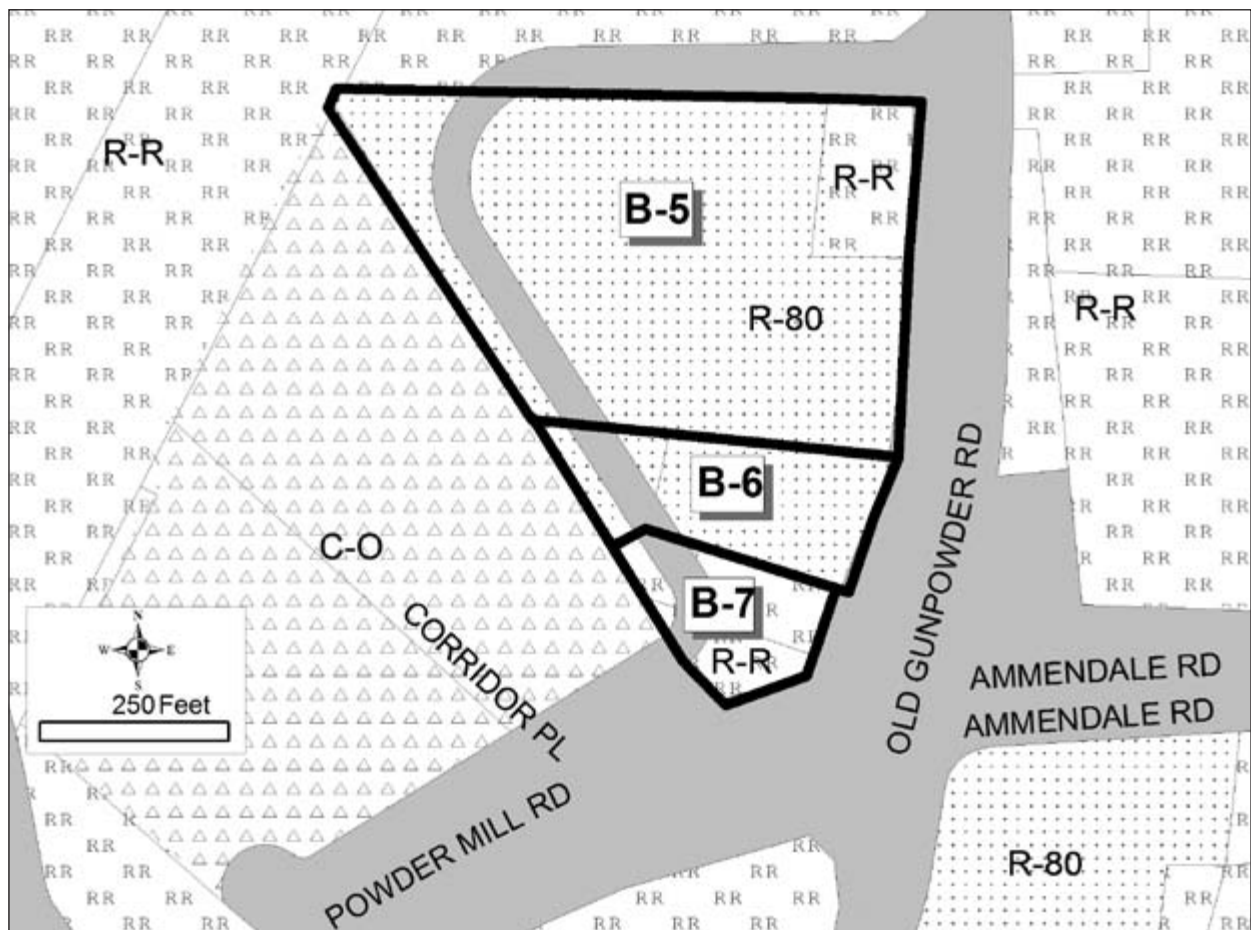 R-R
B-5
R-R
R-80
R-R
B-6
C-O
B-7
R-R
N
W E
S
250 Feet
CORRIDOR PL
OLD GUNPOWDER RD
AMMENDALE RD
AMMENDALE RD
POWDER MILL RD
R-80